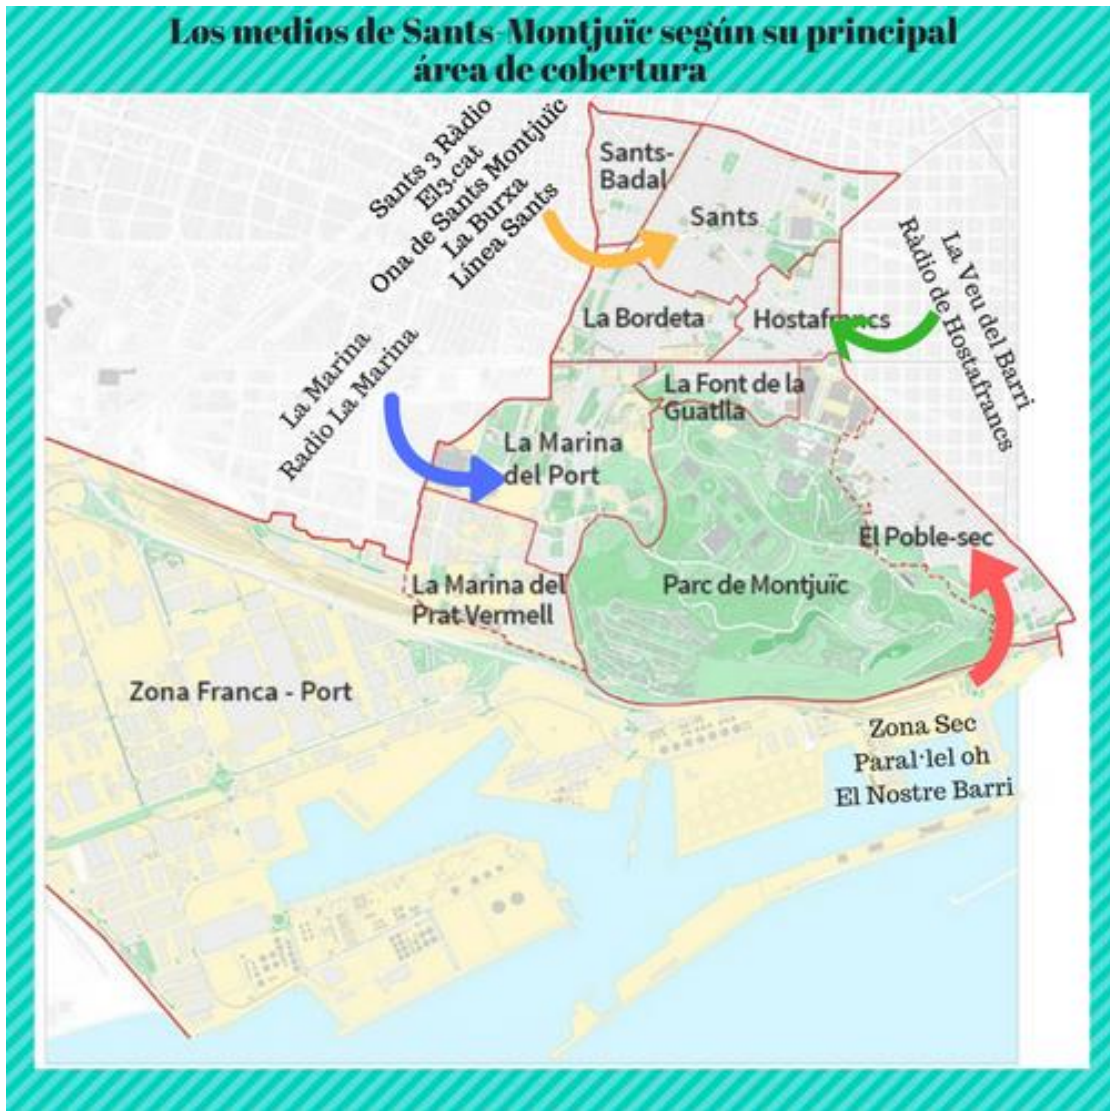 Los medios de Sants-Montjuïc según su principal
área de cobertura
Sants 3 Ràdio
El3.cat
Ona de Sants Montjuïc
La Burxa
Línea Sants
Sants-
Badal
Sants
La Veu del Barri
Ràdio de Hostafrancs
La Bordeta
Hostafrancs
La Marina
Radio La Marina
La Font de la
Guatlla
La Marina
del Port
El Poble-sec
La Marina del
Prat Vermell
Parc de Montjuïc
Zona Franca - Port
Zona Sec
Paral·lel oh
El Nostre Barri